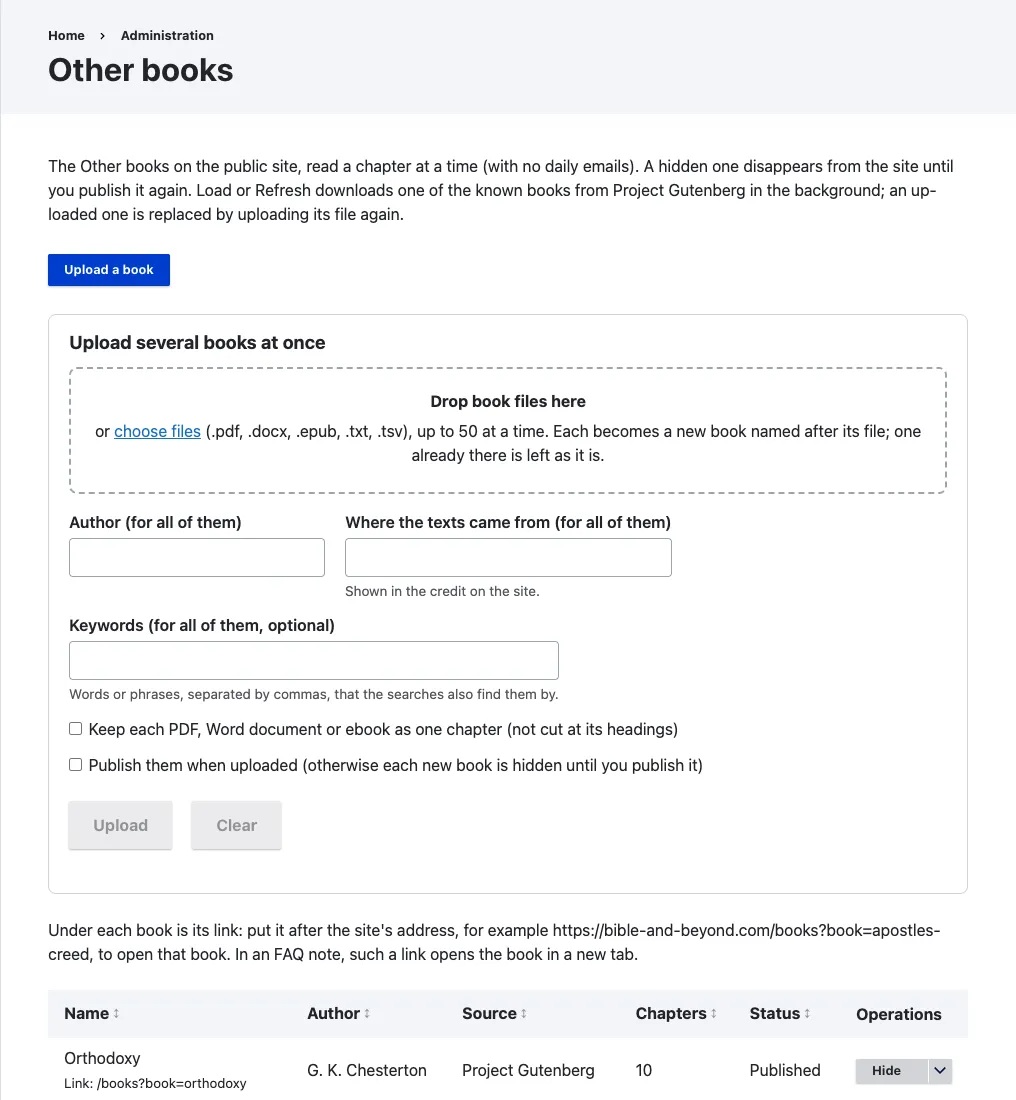 Home > Administration
Other books
The Other books on the public site, read a chapter at a time (with no daily emails). A hidden one disappears from the site until
you publish it again. Load or Refresh downloads one of the known books from Project Gutenberg in the background; an up-
loaded one is replaced by uploading its file again.
Upload a book
Upload several books at once
Drop book files here
or choose files (.pdf, .docx, .epub, .txt, .tsv), up to 50 at a time. Each becomes a new book named after its file; one
already there is left as it is.
Author (for all of them) Where the texts came from (for all of them)
Shown in the credit on the site.
Keywords (for all of them, optional)
Words or phrases, separated by commas, that the searches also find them by.
Keep each PDF, Word document or ebook as one chapter (not cut at its headings)
Publish them when uploaded (otherwise each new book is hidden until you publish it)
Upload Clear
Under each book is its link: put it after the site's address, for example https://bible-and-beyond.com/books?book=apostles-
creed, to open that book. In an FAQ note, such a link opens the book in a new tab.
Name Author Source Chapters Status Operations
Orthodoxy
G. K. Chesterton Project Gutenberg 10 Published Hide
Link: /books?book=orthodoxy